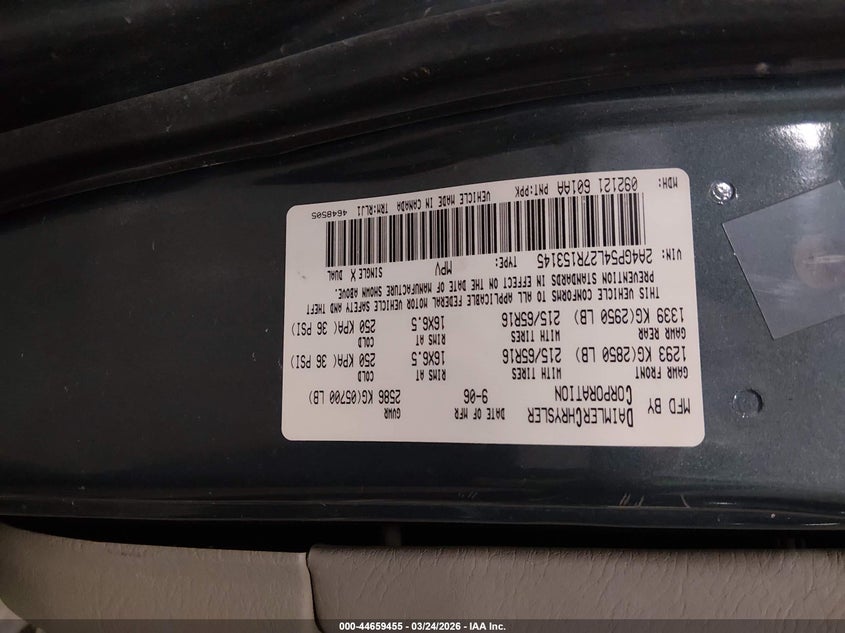 MFD BY DAIMLERCHRYSLER CORPORATION
DATE OF MFR 9-06
GVWR 2586 KG(05700 LB)
GAWR FRONT 1293 KG(2850 LB)
WITH TIRES 215/65R16
RIMS AT 16X6.5
COLD 250 KPA( 36 PSI)
GAWR REAR 1339 KG(2950 LB)
WITH TIRES 215/65R16
RIMS AT 16X6.5
COLD 250 KPA( 36 PSI)
THIS VEHICLE CONFORMS TO ALL APPLICABLE FEDERAL MOTOR VEHICLE SAFETY AND THEFT
PREVENTION STANDARDS IN EFFECT ON THE DATE OF MANUFACTURE SHOWN ABOVE.
VIN: 2A4GP54L27R153145 TYPE: MPV SINGLE X DUAL
MDH: 092121 601AA PNT:PPK VEHICLE MADE IN CANADA TRM:RLJ1 4648505
000-44659455 - 03/24/2026 - IAA Inc.